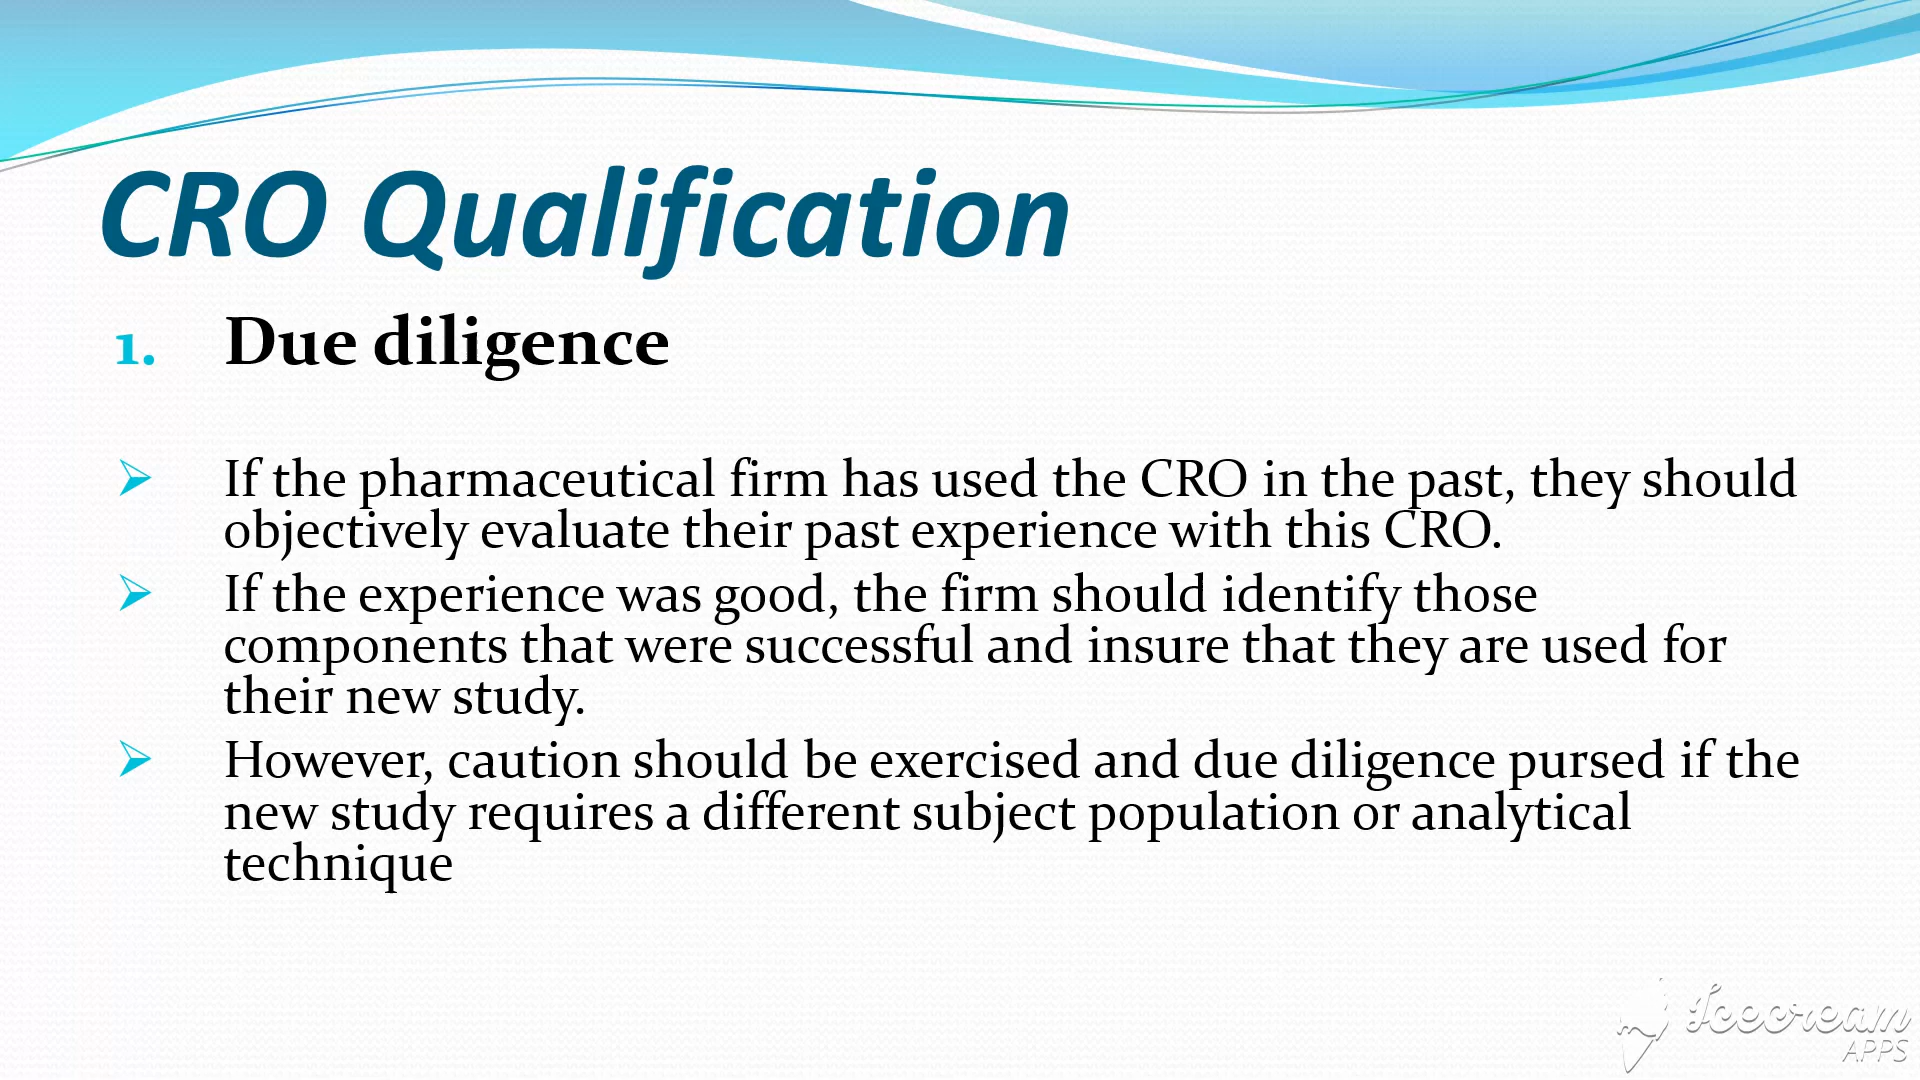 CRO Qualification
1. Due diligence
➢ If the pharmaceutical firm has used the CRO in the past, they should
objectively evaluate their past experience with this CRO.
➢ If the experience was good, the firm should identify those
components that were successful and insure that they are used for
their new study.
➢ However, caution should be exercised and due diligence pursed if the
new study requires a different subject population or analytical
technique
Icecream
APPS